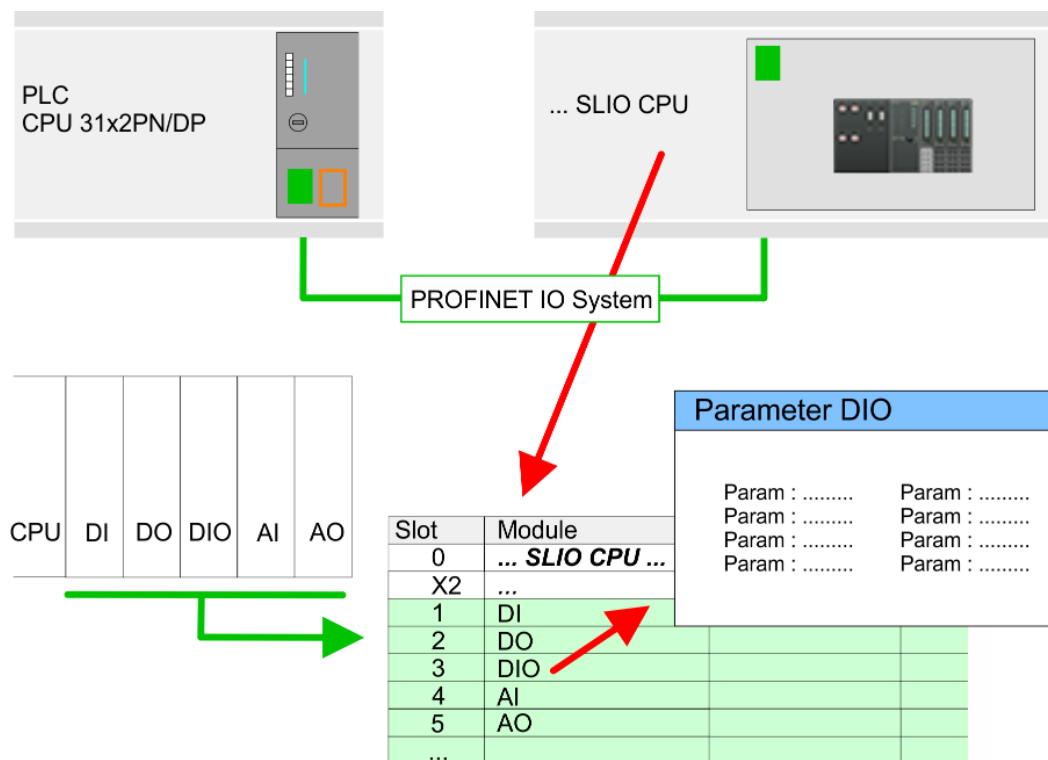 PLC
CPU 31x2PN/DP
... SLIO CPU
PROFINET IO System
CPU DI DO DIO AI AO
Parameter DIO
Param : ......... Param : .........
Param : ......... Param : .........
Param : ......... Param : .........
Param : ......... Param : .........
Slot Module
0 ... SLIO CPU ...
X2 ...
1 DI
2 DO
3 DIO
4 AI
5 AO
...